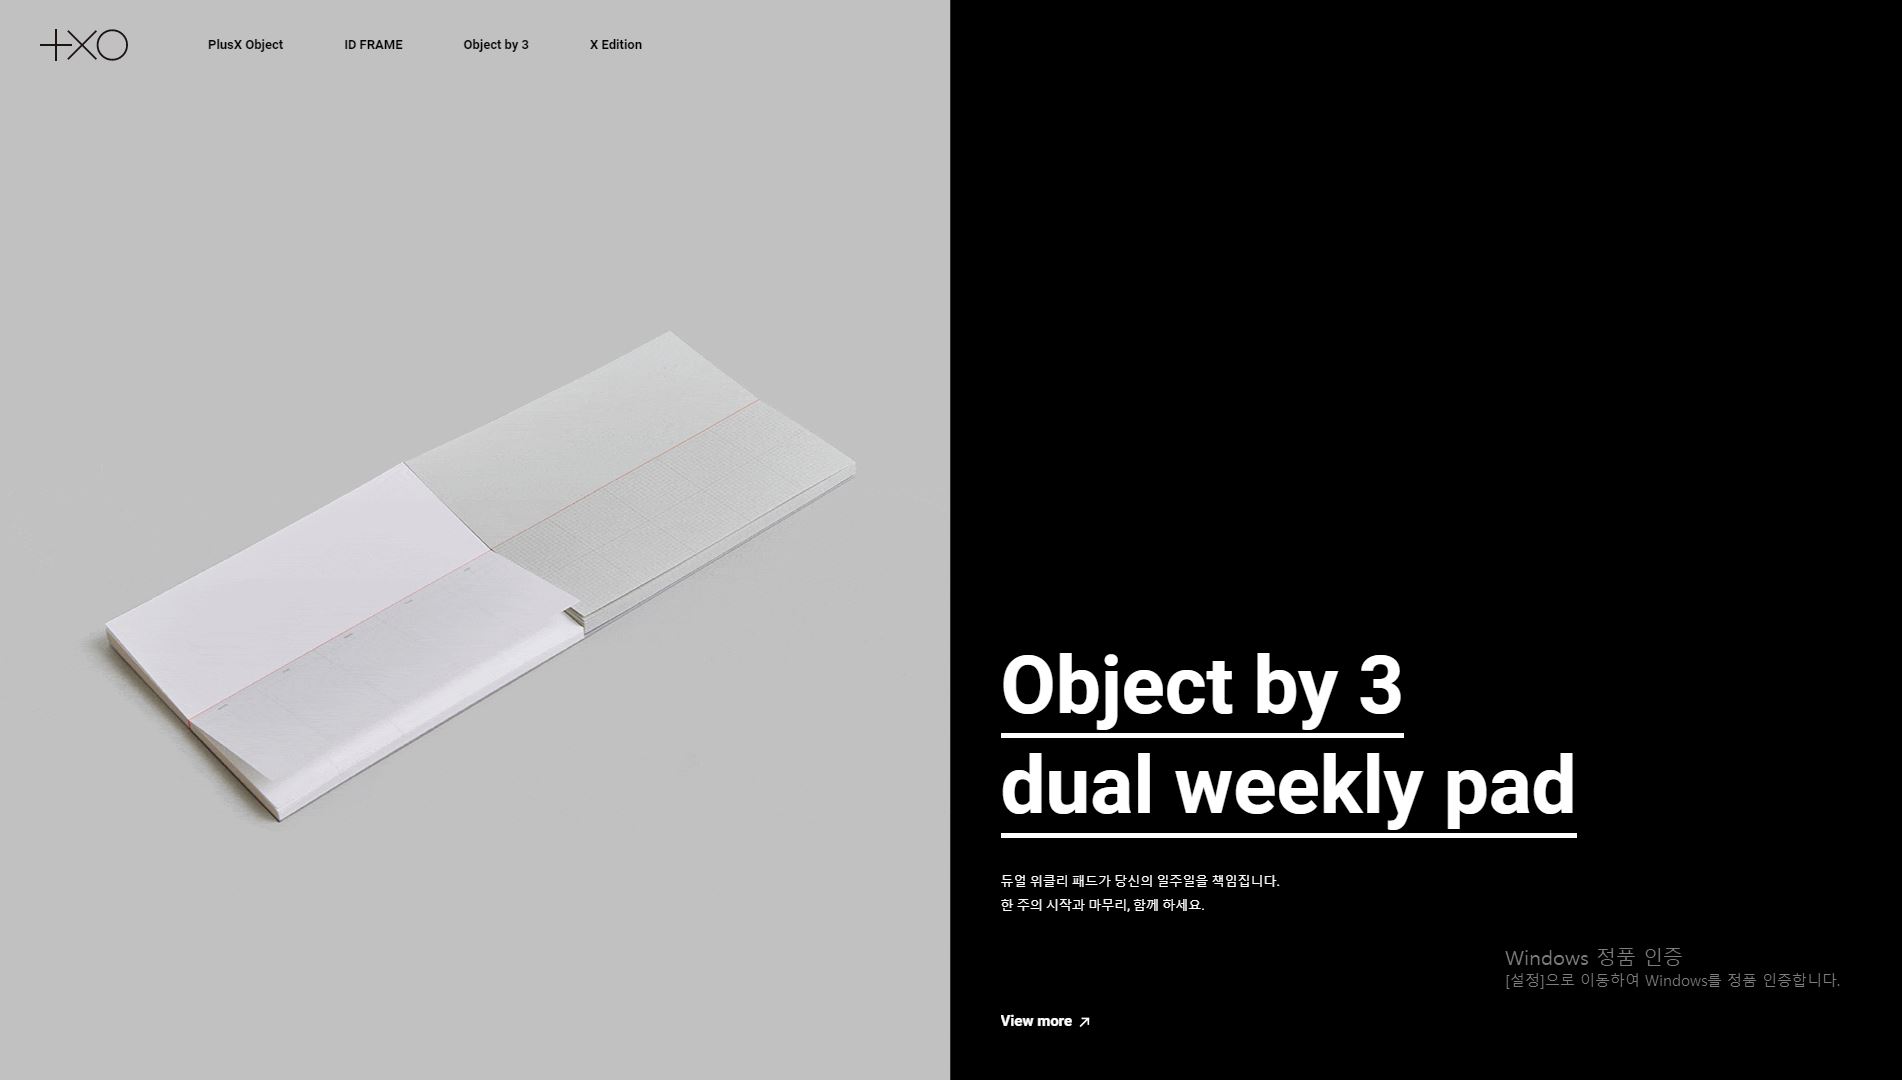 +XO
PlusX Object
ID FRAME
Object by 3
X Edition
Object by 3
dual weekly pad
듀얼 위클리 패드가 당신의 일주일을 책임집니다.
한 주의 시작과 마무리, 함께 하세요.
Windows 정품 인증
[설정]으로 이동하여 Windows를 정품 인증합니다.
View more